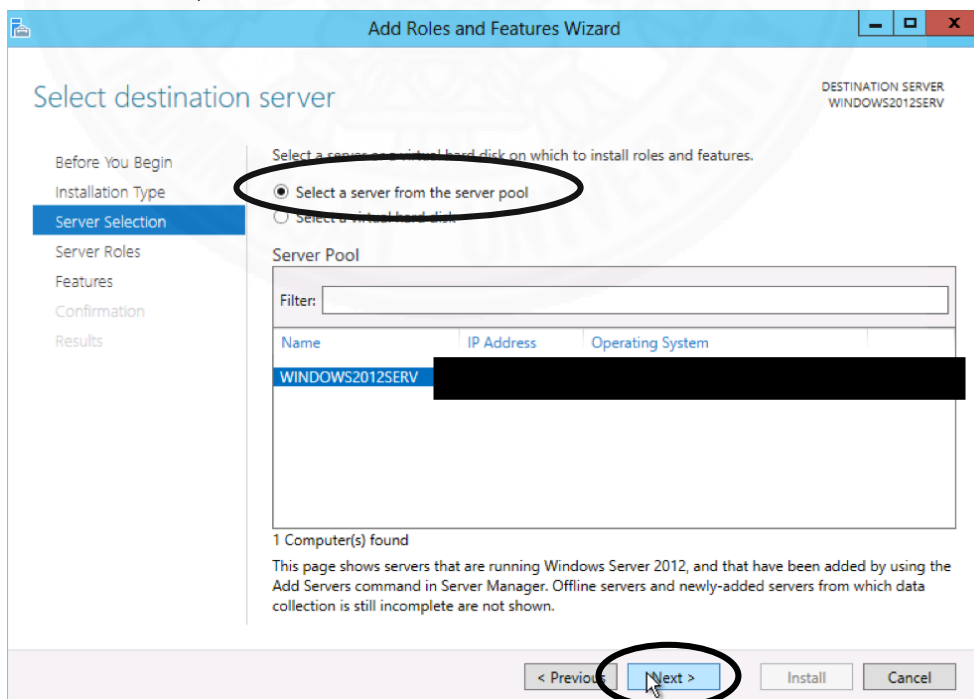 Add Roles and Features Wizard
Select destination server
DESTINATION SERVER
WINDOWS2012SERV
Before You Begin
Installation Type
Server Selection
Server Roles
Features
Confirmation
Results
Select a server or a virtual hard disk on which to install roles and features.
Select a server from the server pool
Select a virtual hard disk
Server Pool
Filter:
Name IP Address Operating System
WINDOWS2012SERV
1 Computer(s) found
This page shows servers that are running Windows Server 2012, and that have been added by using the
Add Servers command in Server Manager. Offline servers and newly-added servers from which data
collection is still incomplete are not shown.
< Previous Next > Install Cancel